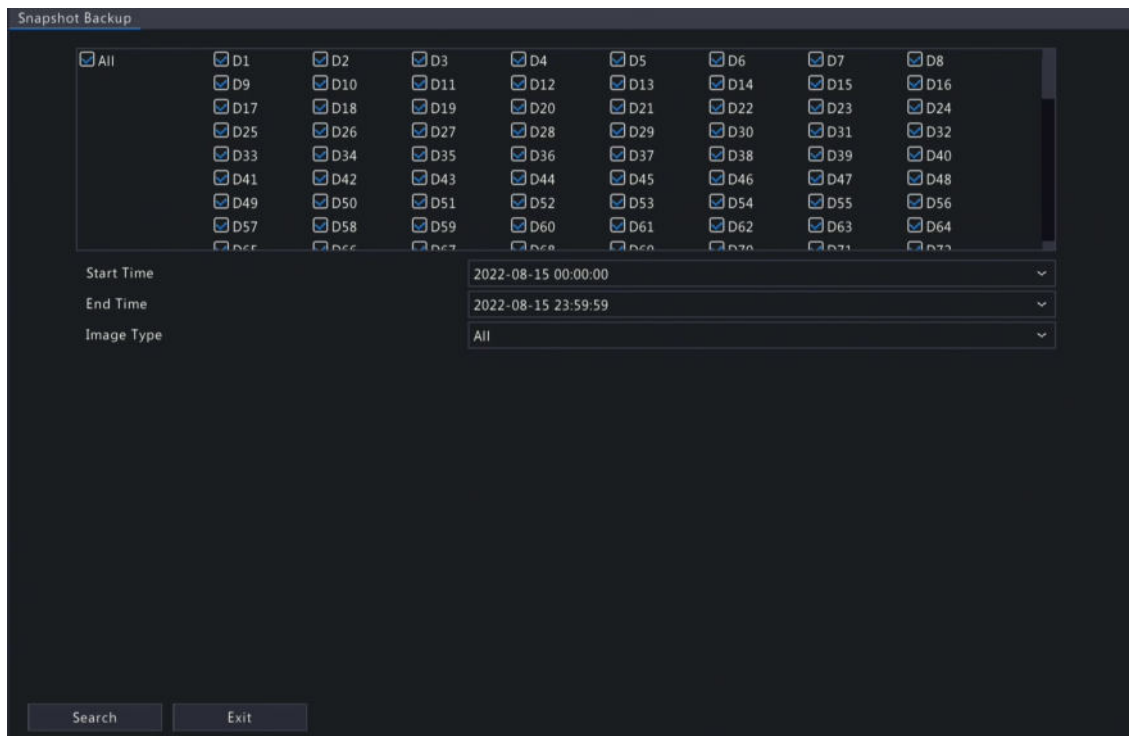 Snapshot Backup
All D1 D2 D3 D4 D5 D6 D7 D8
D9 D10 D11 D12 D13 D14 D15 D16
D17 D18 D19 D20 D21 D22 D23 D24
D25 D26 D27 D28 D29 D30 D31 D32
D33 D34 D35 D36 D37 D38 D39 D40
D41 D42 D43 D44 D45 D46 D47 D48
D49 D50 D51 D52 D53 D54 D55 D56
D57 D58 D59 D60 D61 D62 D63 D64
Start Time 2022-08-15 00:00:00
End Time 2022-08-15 23:59:59
Image Type All
Search Exit